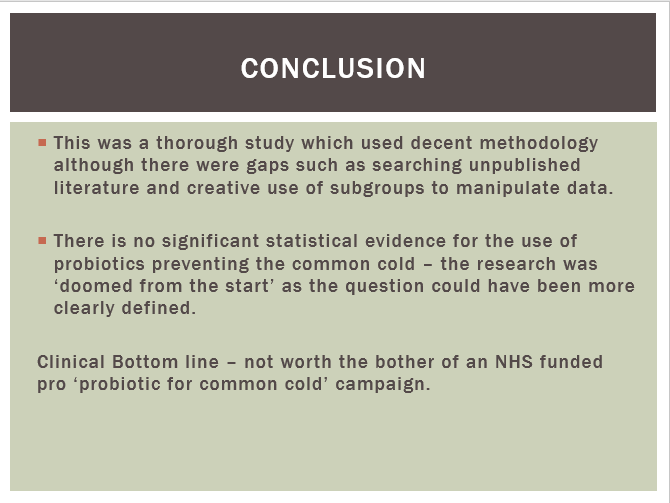 CONCLUSION
This was a thorough study which used decent methodology
although there were gaps such as searching unpublished
literature and creative use of subgroups to manipulate data.
There is no significant statistical evidence for the use of
probiotics preventing the common cold – the research was
‘doomed from the start’ as the question could have been more
clearly defined.
Clinical Bottom line – not worth the bother of an NHS funded
pro ‘probiotic for common cold’ campaign.